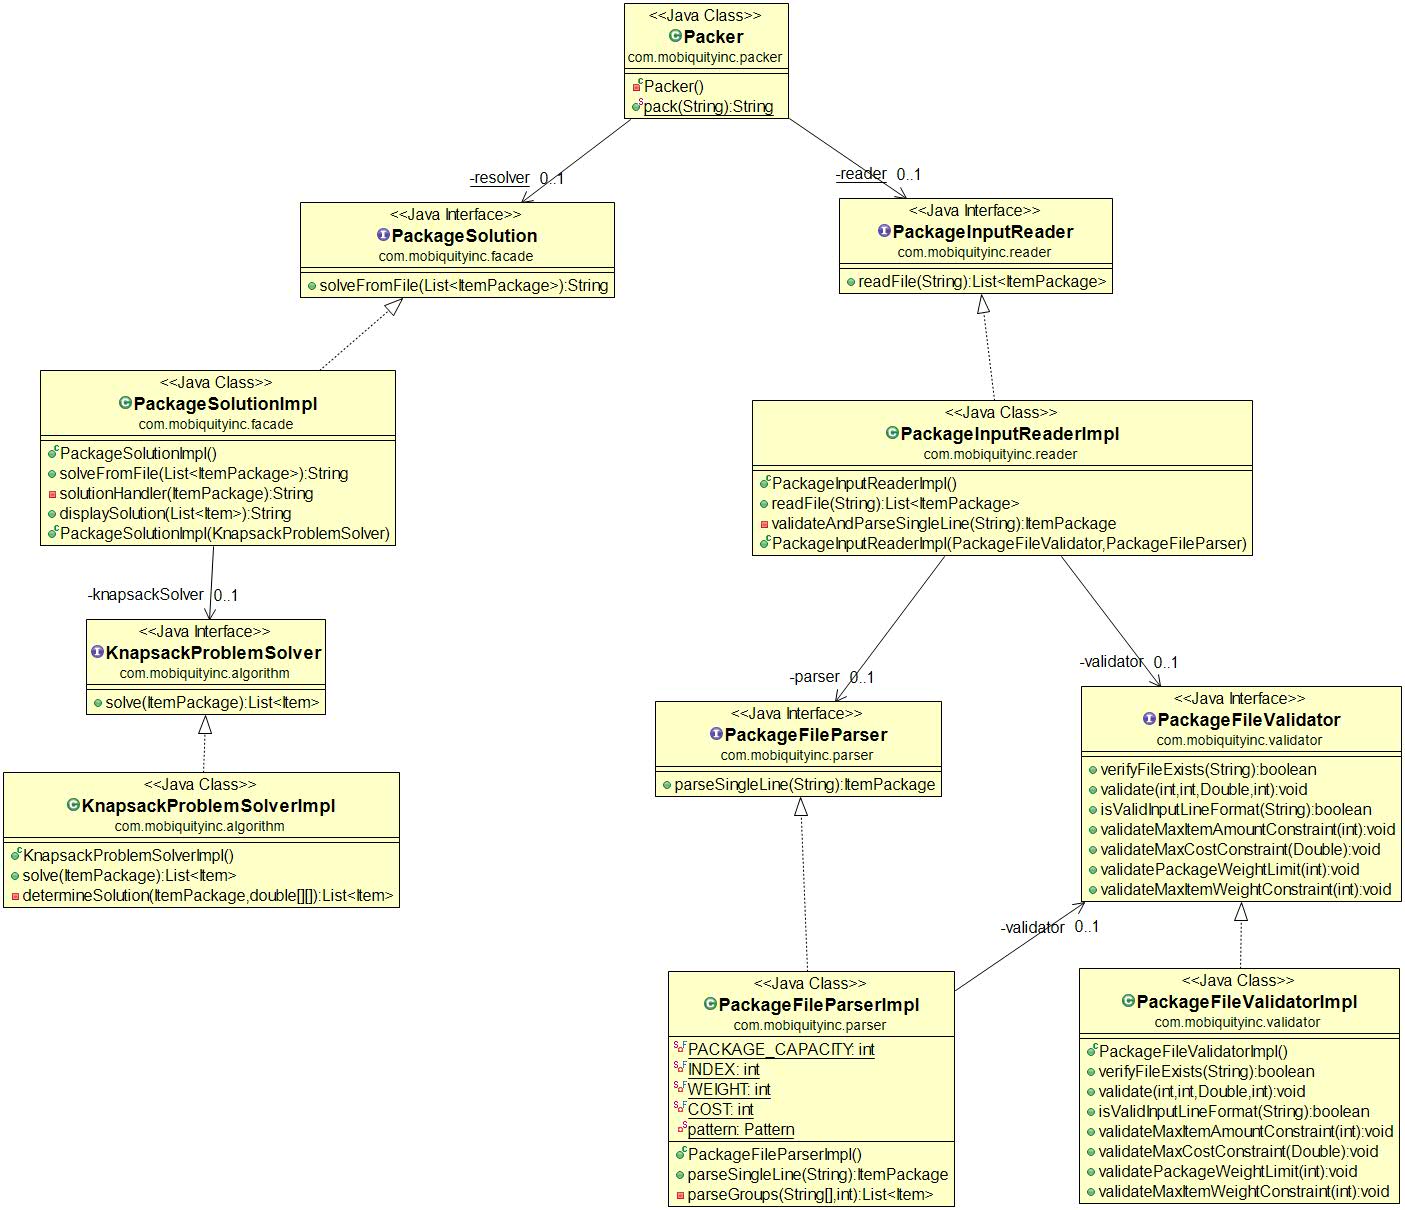 <<Java Class>>
Packer
com.mobiquityinc.packer
Packer()
pack(String):String
-resolver 0..1
-reader 0..1
<<Java Interface>>
PackageSolution
com.mobiquityinc.facade
solveFromFile(List<ItemPackage>):String
<<Java Interface>>
PackageInputReader
com.mobiquityinc.reader
readFile(String):List<ItemPackage>
<<Java Class>>
PackageSolutionImpl
com.mobiquityinc.facade
PackageSolutionImpl()
solveFromFile(List<ItemPackage>):String
solutionHandler(ItemPackage):String
displaySolution(List<Item>):String
PackageSolutionImpl(KnapsackProblemSolver)
<<Java Class>>
PackageInputReaderImpl
com.mobiquityinc.reader
PackageInputReaderImpl()
readFile(String):List<ItemPackage>
validateAndParseSingleLine(String):ItemPackage
PackageInputReaderImpl(PackageFileValidator,PackageFileParser)
-knapsackSolver 0..1
<<Java Interface>>
KnapsackProblemSolver
com.mobiquityinc.algorithm
solve(ItemPackage):List<Item>
-parser 0..1
-validator 0..1
<<Java Interface>>
PackageFileParser
com.mobiquityinc.parser
parseSingleLine(String):ItemPackage
<<Java Interface>>
PackageFileValidator
com.mobiquityinc.validator
verifyFileExists(String):boolean
validate(int,int,Double,int):void
isValidInputLineFormat(String):boolean
validateMaxItemAmountConstraint(int):void
validateMaxCostConstraint(Double):void
validatePackageWeightLimit(int):void
validateMaxItemWeightConstraint(int):void
<<Java Class>>
KnapsackProblemSolverImpl
com.mobiquityinc.algorithm
KnapsackProblemSolverImpl()
solve(ItemPackage):List<Item>
determineSolution(ItemPackage,double[][]):List<Item>
-validator 0..1
<<Java Class>>
PackageFileParserImpl
com.mobiquityinc.parser
PACKAGE_CAPACITY: int
INDEX: int
WEIGHT: int
COST: int
pattern: Pattern
PackageFileParserImpl()
parseSingleLine(String):ItemPackage
parseGroups(String[],int):List<Item>
<<Java Class>>
PackageFileValidatorImpl
com.mobiquityinc.validator
PackageFileValidatorImpl()
verifyFileExists(String):boolean
validate(int,int,Double,int):void
isValidInputLineFormat(String):boolean
validateMaxItemAmountConstraint(int):void
validateMaxCostConstraint(Double):void
validatePackageWeightLimit(int):void
validateMaxItemWeightConstraint(int):void